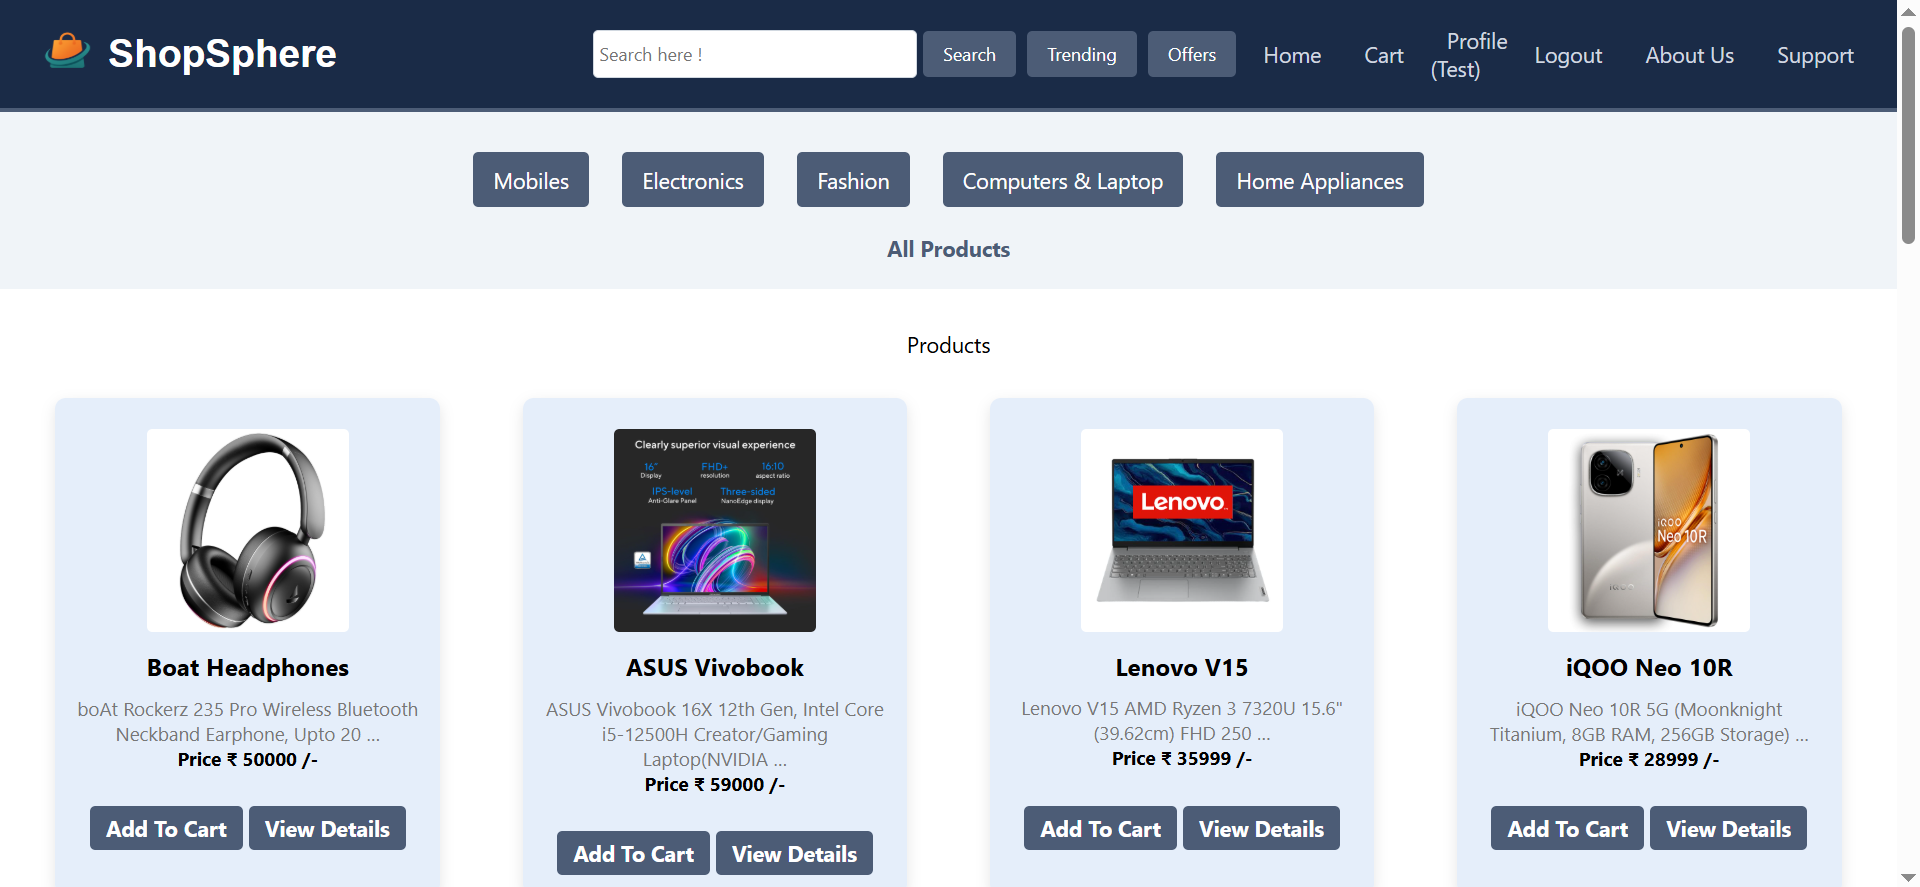 ShopSphere
Search here !
Search
Trending
Offers
Home
Cart
Profile
(Test)
Logout
About Us
Support
Mobiles
Electronics
Fashion
Computers & Laptop
Home Appliances
All Products
Products
Boat Headphones
boAt Rockerz 235 Pro Wireless Bluetooth
Neckband Earphone, Upto 20 ...
Price ₹ 50000 /-
Add To Cart
View Details
Clearly superior visual experience
16"
Display
FHD+
resolution
16:10
aspect ratio
IPS-level
Anti-Glare Panel
Three-sided
NanoEdge display
ASUS Vivobook
ASUS Vivobook 16X 12th Gen, Intel Core
i5-12500H Creator/Gaming
Laptop(NVIDIA ...
Price ₹ 59000 /-
Add To Cart
View Details
Lenovo
Lenovo V15
Lenovo V15 AMD Ryzen 3 7320U 15.6"
(39.62cm) FHD 250 ...
Price ₹ 35999 /-
Add To Cart
View Details
iQOO
Neo 10R
iQOO
iQOO Neo 10R
iQOO Neo 10R 5G (Moonknight
Titanium, 8GB RAM, 256GB Storage) ...
Price ₹ 28999 /-
Add To Cart
View Details